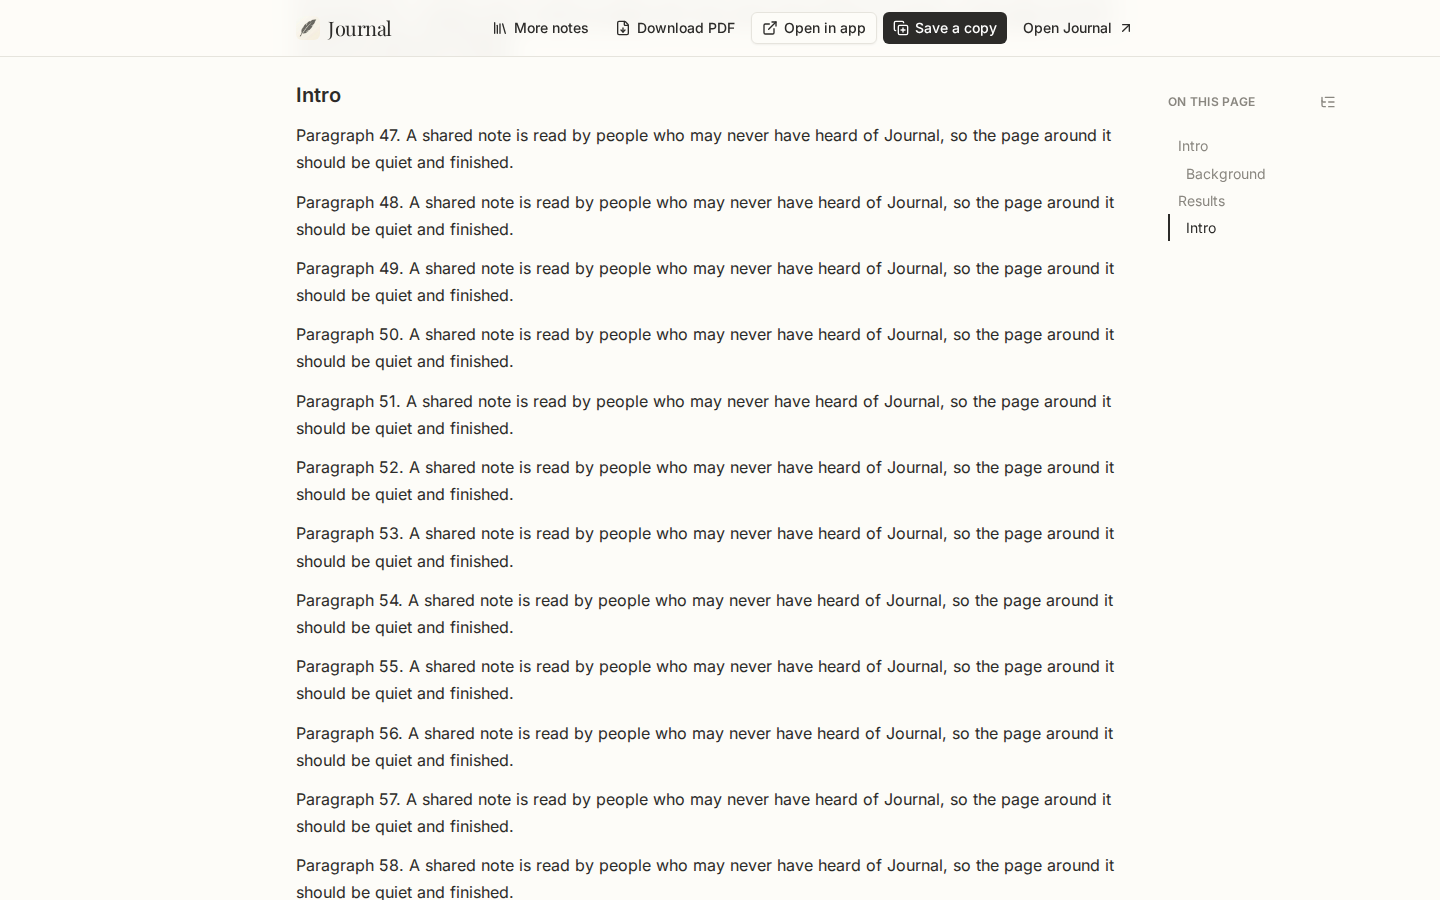 Journal
More notes
Download PDF
Open in app
Save a copy
Open Journal
Intro
Paragraph 47. A shared note is read by people who may never have heard of Journal, so the page around it
should be quiet and finished.
Paragraph 48. A shared note is read by people who may never have heard of Journal, so the page around it
should be quiet and finished.
Paragraph 49. A shared note is read by people who may never have heard of Journal, so the page around it
should be quiet and finished.
Paragraph 50. A shared note is read by people who may never have heard of Journal, so the page around it
should be quiet and finished.
Paragraph 51. A shared note is read by people who may never have heard of Journal, so the page around it
should be quiet and finished.
Paragraph 52. A shared note is read by people who may never have heard of Journal, so the page around it
should be quiet and finished.
Paragraph 53. A shared note is read by people who may never have heard of Journal, so the page around it
should be quiet and finished.
Paragraph 54. A shared note is read by people who may never have heard of Journal, so the page around it
should be quiet and finished.
Paragraph 55. A shared note is read by people who may never have heard of Journal, so the page around it
should be quiet and finished.
Paragraph 56. A shared note is read by people who may never have heard of Journal, so the page around it
should be quiet and finished.
Paragraph 57. A shared note is read by people who may never have heard of Journal, so the page around it
should be quiet and finished.
Paragraph 58. A shared note is read by people who may never have heard of Journal, so the page around it
should be quiet and finished.
ON THIS PAGE
Intro
Background
Results
Intro